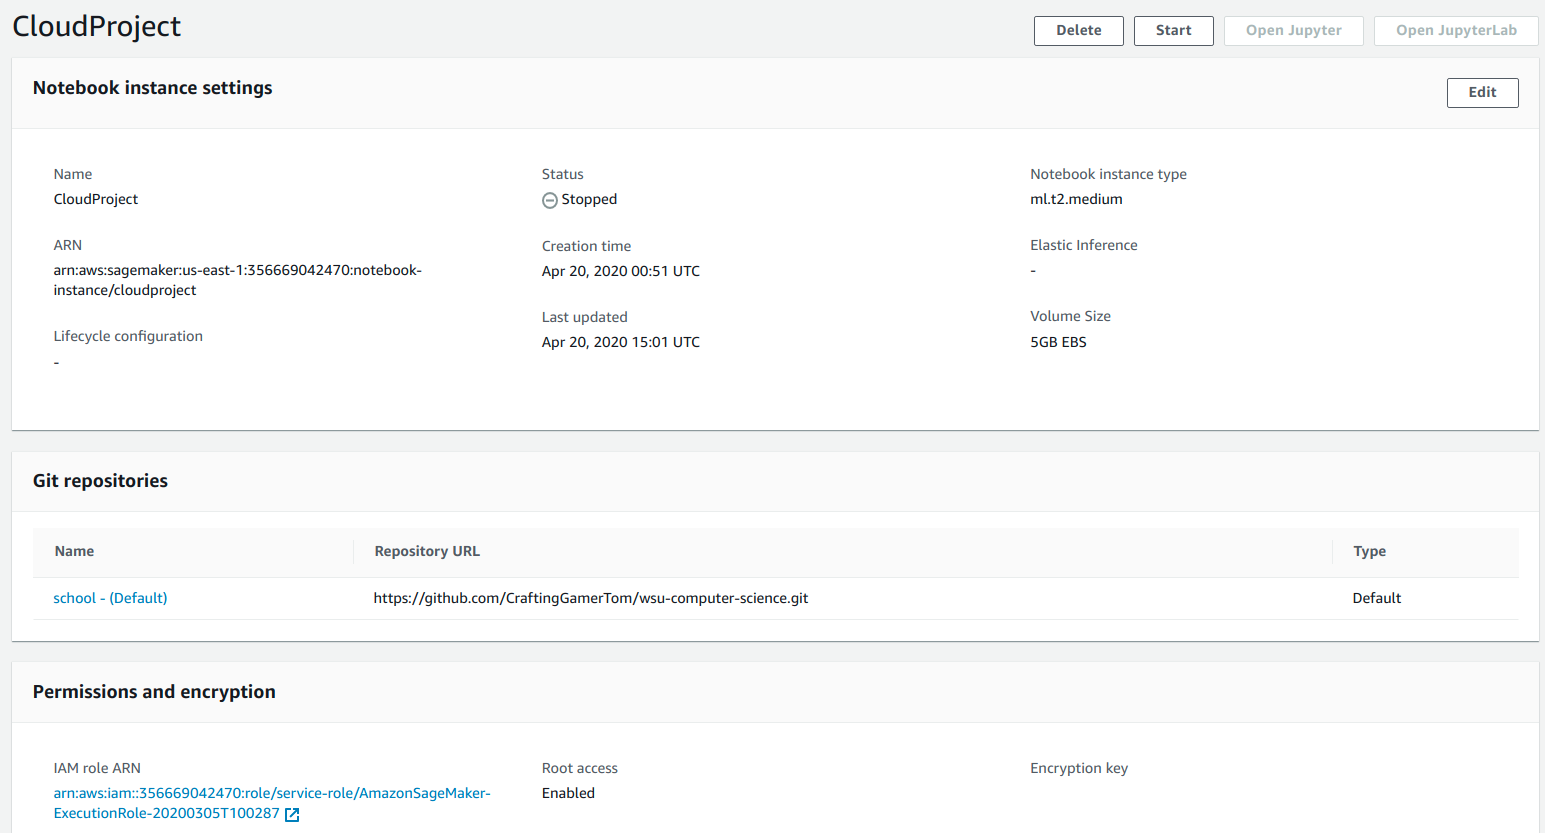 CloudProject
Delete
Start
Open Jupyter
Open JupyterLab
Notebook instance settings
Edit
Name
CloudProject
Status
Stopped
Notebook instance type
ml.t2.medium
ARN
arn:aws:sagemaker:us-east-1:356669042470:notebook-
instance/cloudproject
Creation time
Apr 20, 2020 00:51 UTC
Elastic Inference
-
Lifecycle configuration
-
Last updated
Apr 20, 2020 15:01 UTC
Volume Size
5GB EBS
Git repositories
Name
Repository URL
Type
school - (Default)
https://github.com/CraftingGamerTom/wsu-computer-science.git
Default
Permissions and encryption
IAM role ARN
arn:aws:iam::356669042470:role/service-role/AmazonSageMaker-
ExecutionRole-20200305T100287
Root access
Enabled
Encryption key